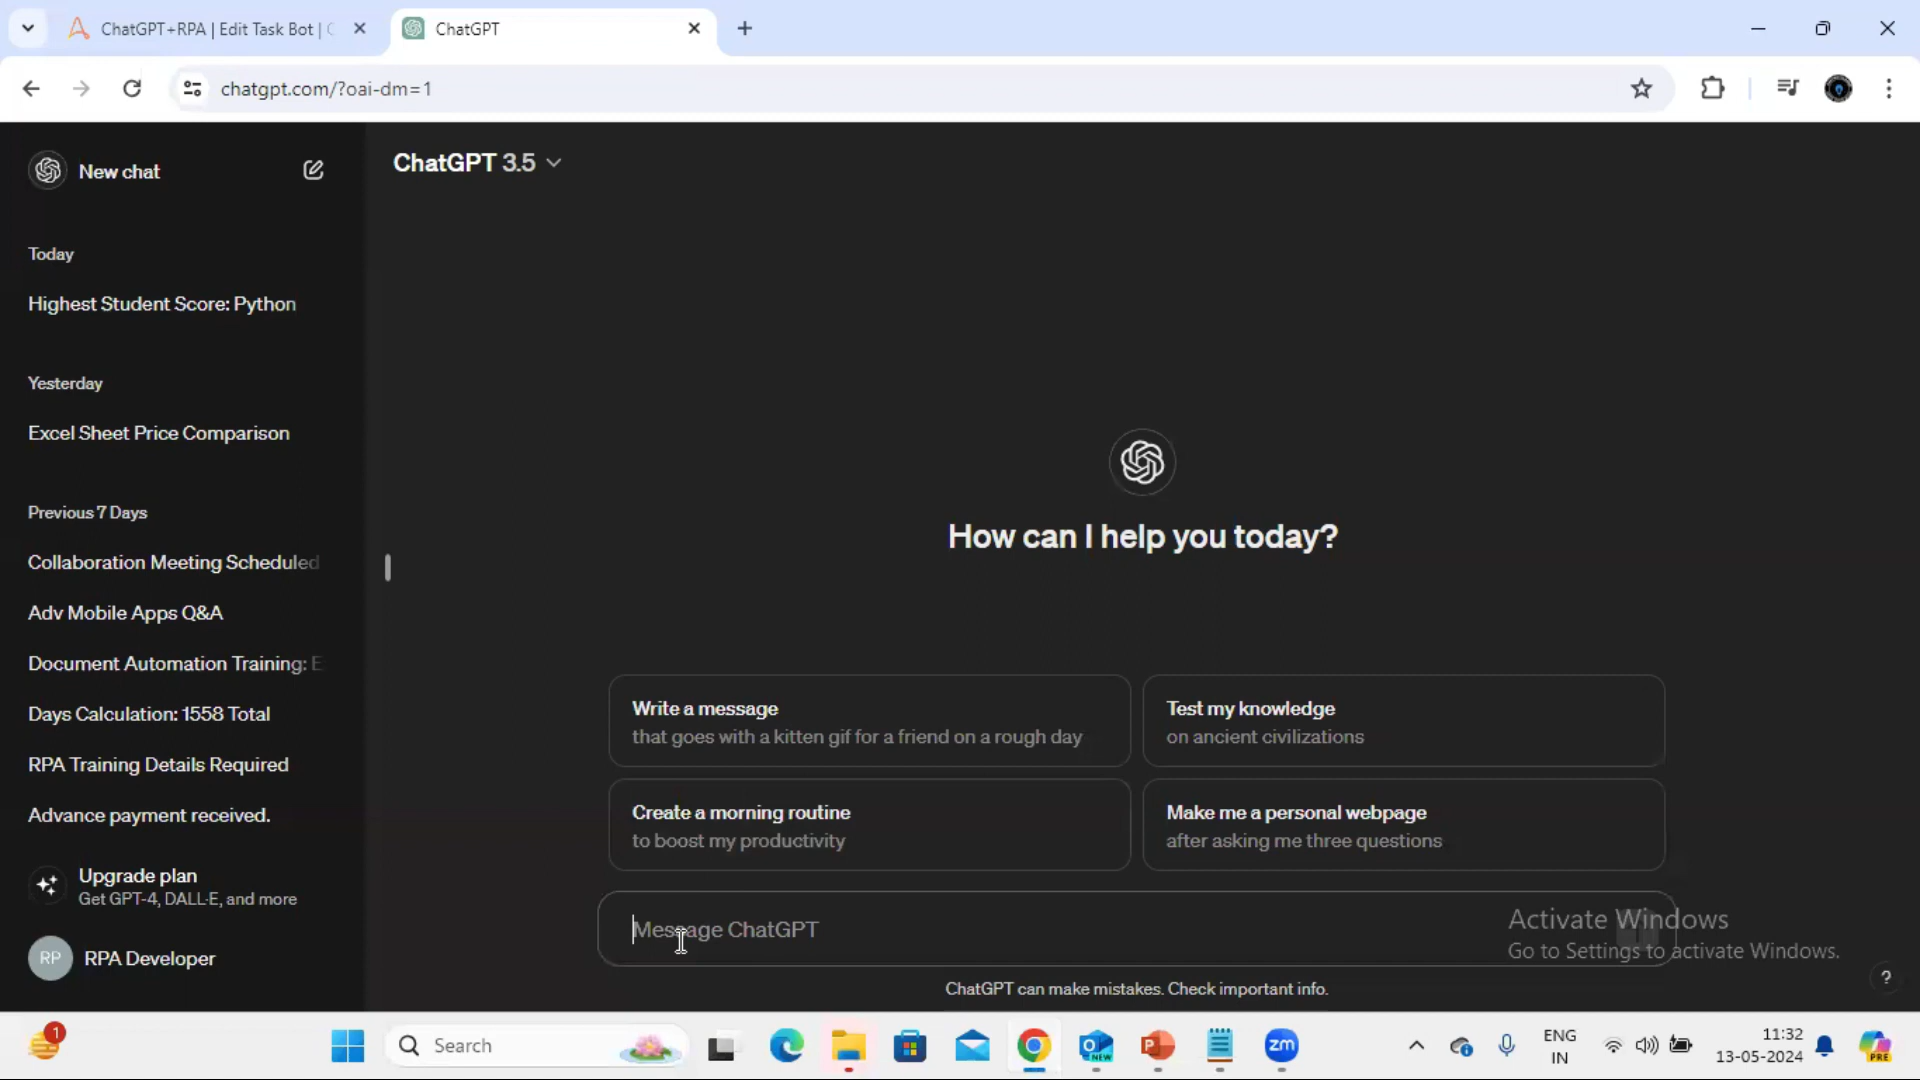 ChatGPT+RPA | Edit Task Bot |
ChatGPT
chatgpt.com/?oai-dm=1
New chat
ChatGPT 3.5
Today
Highest Student Score: Python
Yesterday
Excel Sheet Price Comparison
Previous 7 Days
Collaboration Meeting Scheduled
Adv Mobile Apps Q&A
Document Automation Training: E
Days Calculation: 1558 Total
RPA Training Details Required
Advance payment received.
Upgrade plan
Get GPT-4, DALL·E, and more
RP
RPA Developer
How can I help you today?
Write a message
that goes with a kitten gif for a friend on a rough day
Test my knowledge
on ancient civilizations
Create a morning routine
to boost my productivity
Make me a personal webpage
after asking me three questions
Message ChatGPT
Activate Windows
Go to Settings to activate Windows.
ChatGPT can make mistakes. Check important info.
?
1
Search
NEW
zm
ENG
IN
11:32
13-05-2024
PRE